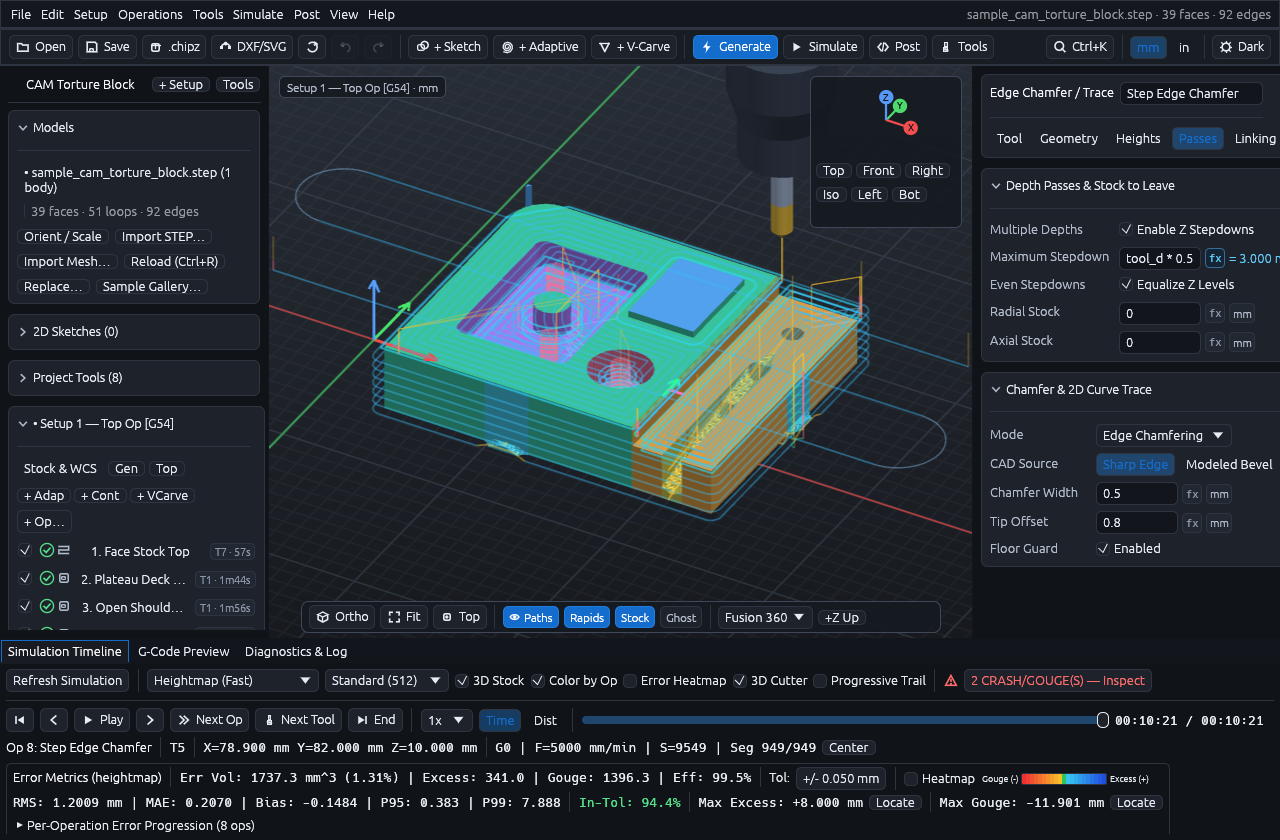 File Edit Setup Operations Tools Simulate Post View Help
sample_cam_torture_block.step · 39 faces · 92 edges
Open Save .chipz DXF/SVG + Sketch + Adaptive + V-Carve Generate Simulate Post Tools Ctrl+K mm in Dark
CAM Torture Block + Setup Tools
Models
• sample_cam_torture_block.step (1
body)
39 faces · 51 loops · 92 edges
Orient / Scale Import STEP...
Import Mesh... Reload (Ctrl+R)
Replace... Sample Gallery...
2D Sketches (0)
Project Tools (8)
• Setup 1 — Top Op [G54]
Stock & WCS Gen Top
+ Adap + Cont + VCarve
+ Op...
1. Face Stock Top T7 · 57s
2. Plateau Deck ... T1 · 1m44s
3. Open Should... T1 · 1m56s
Setup 1 — Top Op [G54] · mm
Z
Y
X
Top Front Right
Iso Left Bot
Ortho Fit Top Paths Rapids Stock Ghost Fusion 360 +Z Up
Edge Chamfer / Trace Step Edge Chamfer
Tool Geometry Heights Passes Linking
Depth Passes & Stock to Leave
Multiple Depths Enable Z Stepdowns
Maximum Stepdown tool_d * 0.5 fx = 3.000
Even Stepdowns Equalize Z Levels
Radial Stock 0 fx mm
Axial Stock 0 fx mm
Chamfer & 2D Curve Trace
Mode Edge Chamfering
CAD Source Sharp Edge Modeled Bevel
Chamfer Width 0.5 fx mm
Tip Offset 0.8 fx mm
Floor Guard Enabled
Simulation Timeline G-Code Preview Diagnostics & Log
Refresh Simulation Heightmap (Fast) Standard (512) 3D Stock Color by Op Error Heatmap 3D Cutter Progressive Trail 2 CRASH/GOUGE(S) — Inspect
Play Next Op Next Tool End 1x Time Dist 00:10:21 / 00:10:21
Op 8: Step Edge Chamfer T5 X=78.900 mm Y=82.000 mm Z=10.000 mm G0 | F=5000 mm/min | S=9549 | Seg 949/949 Center
Error Metrics (heightmap) Err Vol: 1737.3 mm^3 (1.31%) | Excess: 341.0 | Gouge: 1396.3 | Eff: 99.5% Tol: +/- 0.050 mm Heatmap Gouge (-) Excess (+)
RMS: 1.2009 mm | MAE: 0.2070 | Bias: -0.1484 | P95: 0.383 | P99: 7.888 In-Tol: 94.4% Max Excess: +8.000 mm Locate Max Gouge: -11.901 mm Locate
Per-Operation Error Progression (8 ops)